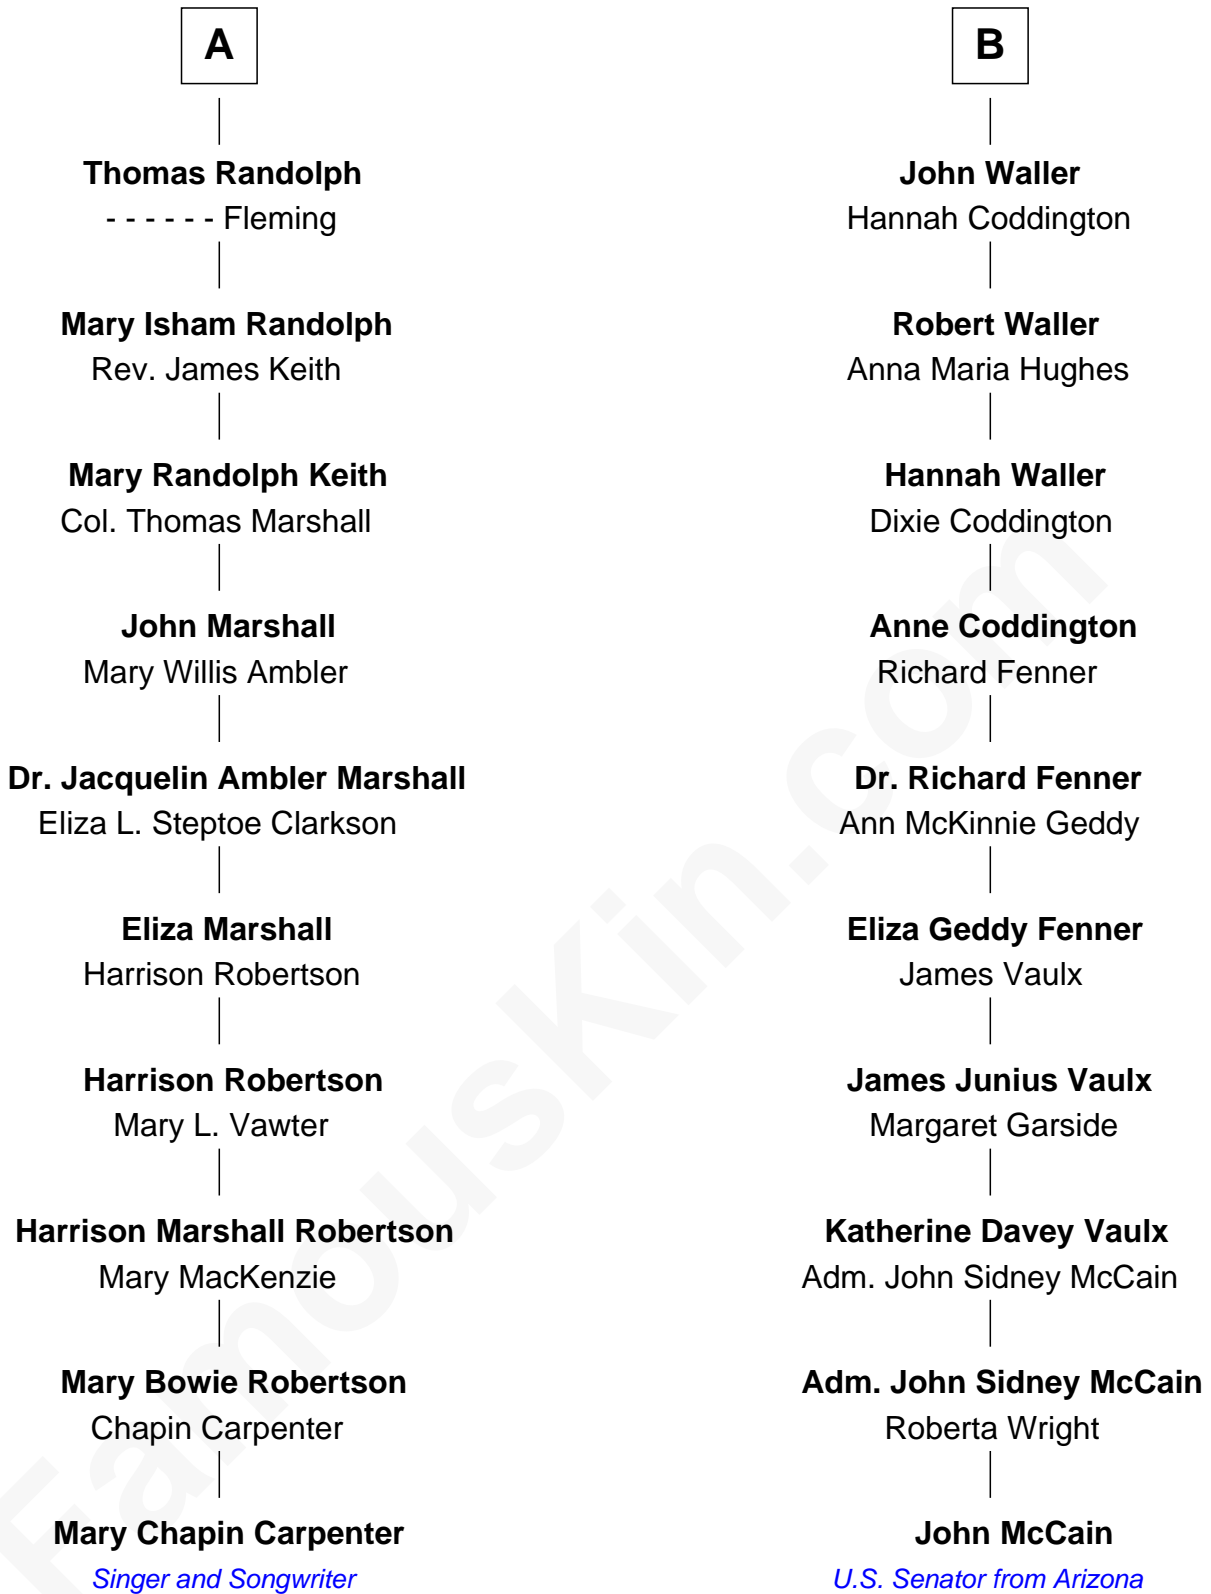 A
Thomas Randolph
- - - - - - Fleming
Mary Isham Randolph
Rev. James Keith
Mary Randolph Keith
Col. Thomas Marshall
John Marshall
Mary Willis Ambler
Dr. Jacquelin Ambler Marshall
Eliza L. Steptoe Clarkson
Eliza Marshall
Harrison Robertson
Harrison Robertson
Mary L. Vawter
Harrison Marshall Robertson
Mary MacKenzie
Mary Bowie Robertson
Chapin Carpenter
Mary Chapin Carpenter
Singer and Songwriter
B
John Waller
Hannah Coddington
Robert Waller
Anna Maria Hughes
Hannah Waller
Dixie Coddington
Anne Coddington
Richard Fenner
Dr. Richard Fenner
Ann McKinnie Geddy
Eliza Geddy Fenner
James Vaulx
James Junius Vaulx
Margaret Garside
Katherine Davey Vaulx
Adm. John Sidney McCain
Adm. John Sidney McCain
Roberta Wright
John McCain
U.S. Senator from Arizona
FamousKin.com